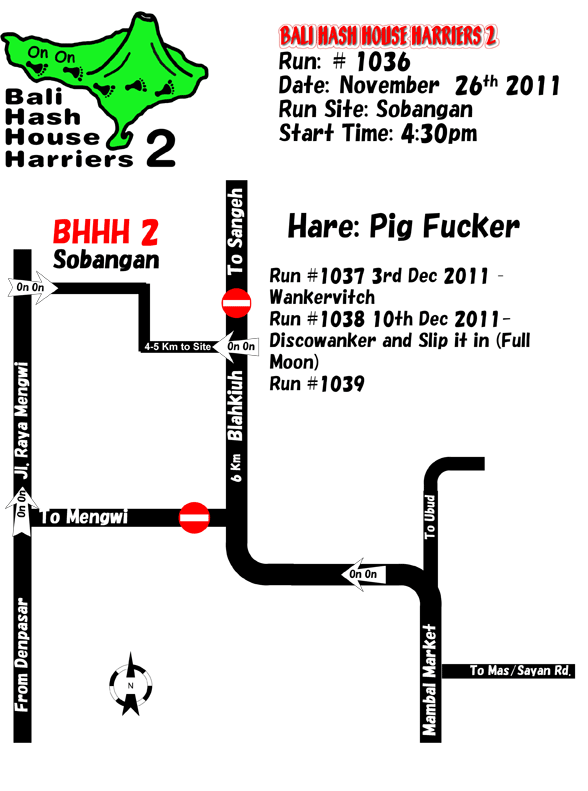 On On
Bali
Hash
House
Harriers 2
BALI HASH HOUSE HARRIERS 2
Run: # 1036
Date: November 26th 2011
Run Site: Sobangan
Start Time: 4:30pm
BHHH 2
Sobangan
Hare: Pig Fucker
Run #1037 3rd Dec 2011 -
Wankervitch
Run #1038 10th Dec 2011-
Discowanker and Slip it in (Full
Moon)
Run #1039
To Sangeh
On On
4-5 Km to Site
On On
Jl. Raya Mengwi
6 Km Blahkiuh
On On
To Mengwi
To Ubud
On On
From Denpasar
Mambal Market
To Mas/Sayan Rd.
N